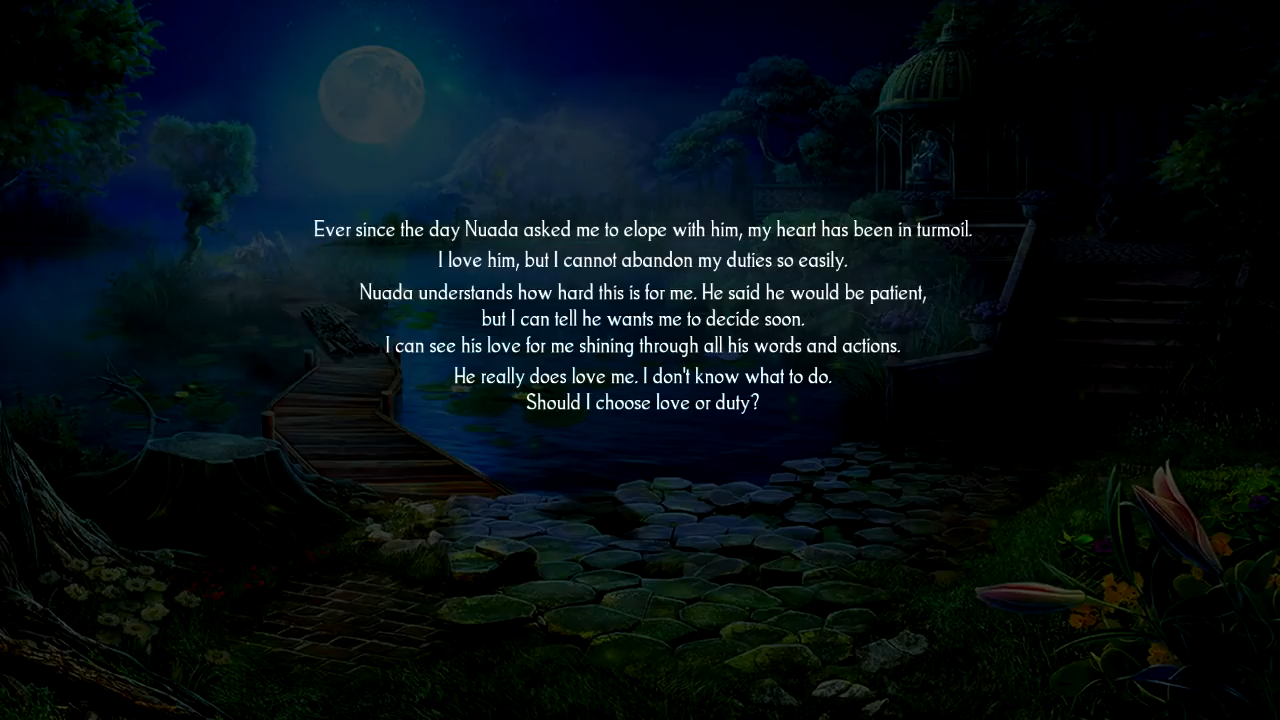 Ever since the day Nuada asked me to elope with him, my heart has been in turmoil.
I love him, but I cannot abandon my duties so easily.
Nuada understands how hard this is for me. He said he would be patient,
but I can tell he wants me to decide soon.
I can see his love for me shining through all his words and actions.
He really does love me. I don't know what to do.
Should I choose love or duty?